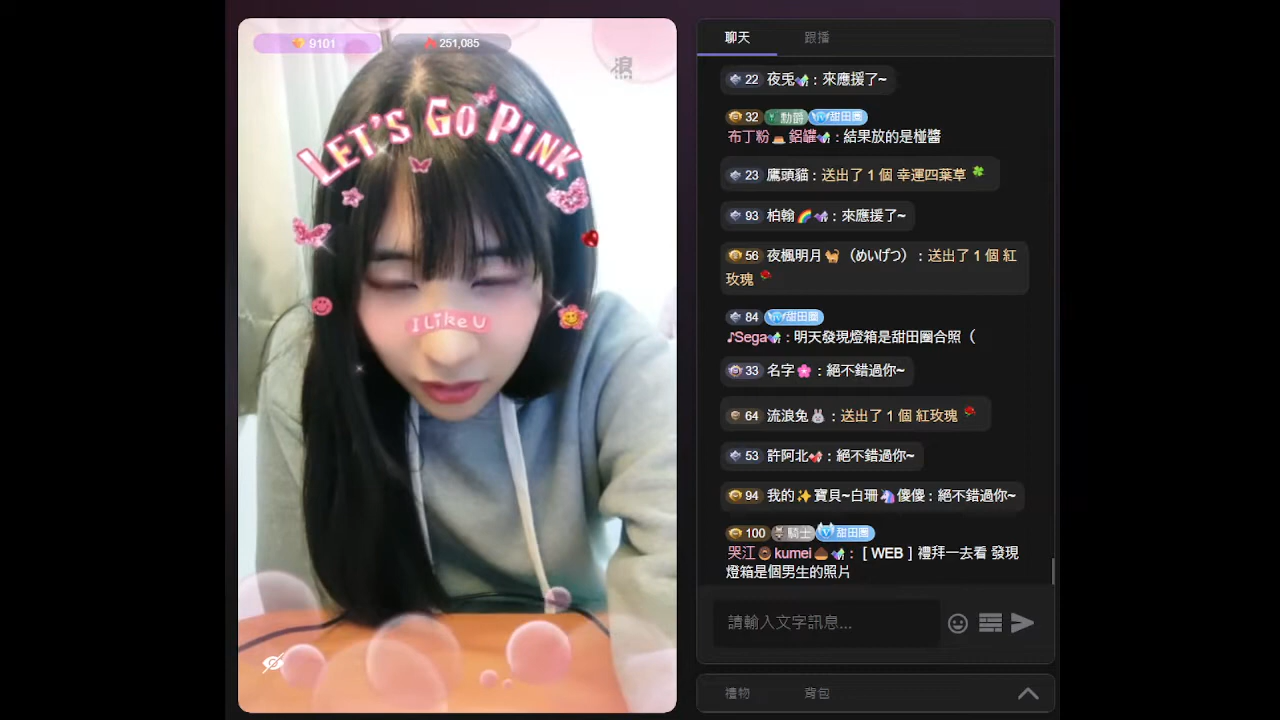 9101
251,085
浪
LIVE
LET'S GO PINK
I Like U
聊天
跟播
22 夜兎：來應援了~
32 勳爵 甜田圈
布丁粉 鋁罐：結果放的是椪醬
23 鷹頭貓：送出了 1 個 幸運四葉草
93 柏翰：來應援了~
56 夜楓明月（めいげつ）：送出了 1 個 紅
玫瑰
84 甜田圈
♪Sega：明天發現燈箱是甜田圈合照（
33 名字：絕不錯過你~
64 流浪兔：送出了 1 個 紅玫瑰
53 許阿北：絕不錯過你~
94 我的✨寶貝~白珊🦄傻傻：絕不錯過你~
100 騎士 甜田圈
哭江 kumei：[ WEB ] 禮拜一去看 發現
燈箱是個男生的照片
請輸入文字訊息...
禮物
背包